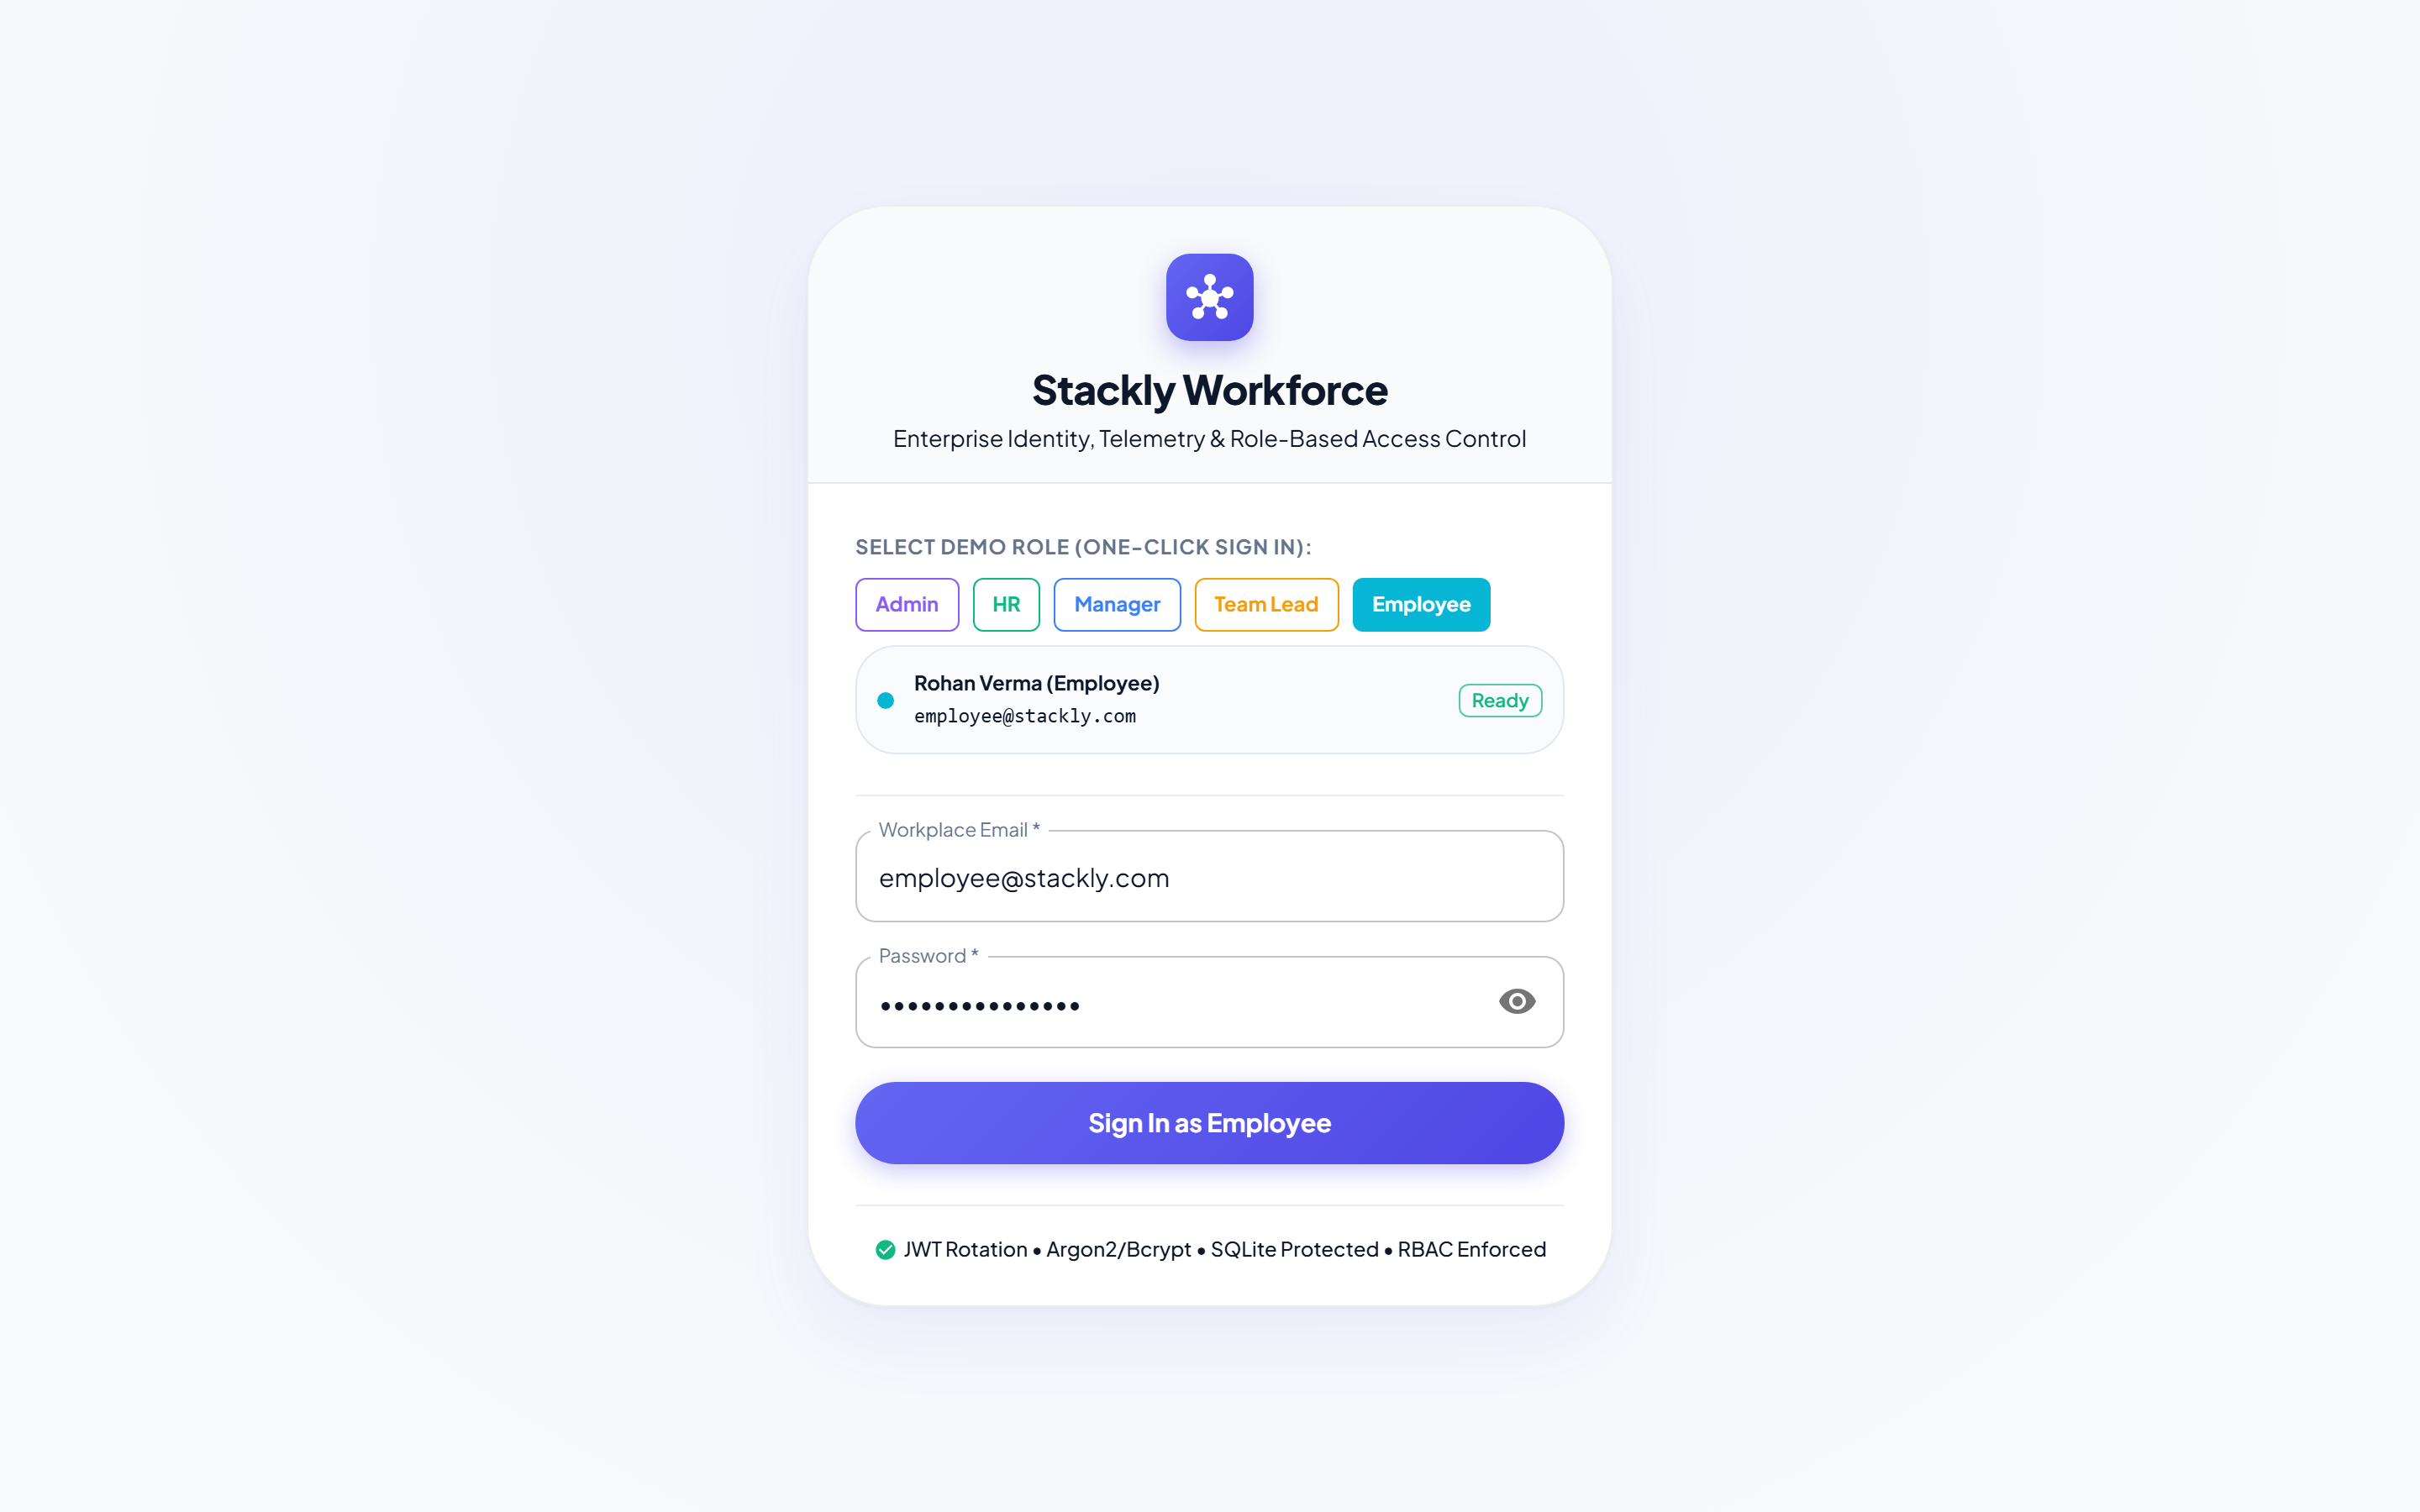 Stackly Workforce
Enterprise Identity, Telemetry & Role-Based Access Control
SELECT DEMO ROLE (ONE-CLICK SIGN IN):
Admin HR Manager Team Lead Employee
Rohan Verma (Employee)
employee@stackly.com
Ready
Workplace Email *
employee@stackly.com
Password *
•••••••••••••••
Sign In as Employee
JWT Rotation • Argon2/Bcrypt • SQLite Protected • RBAC Enforced